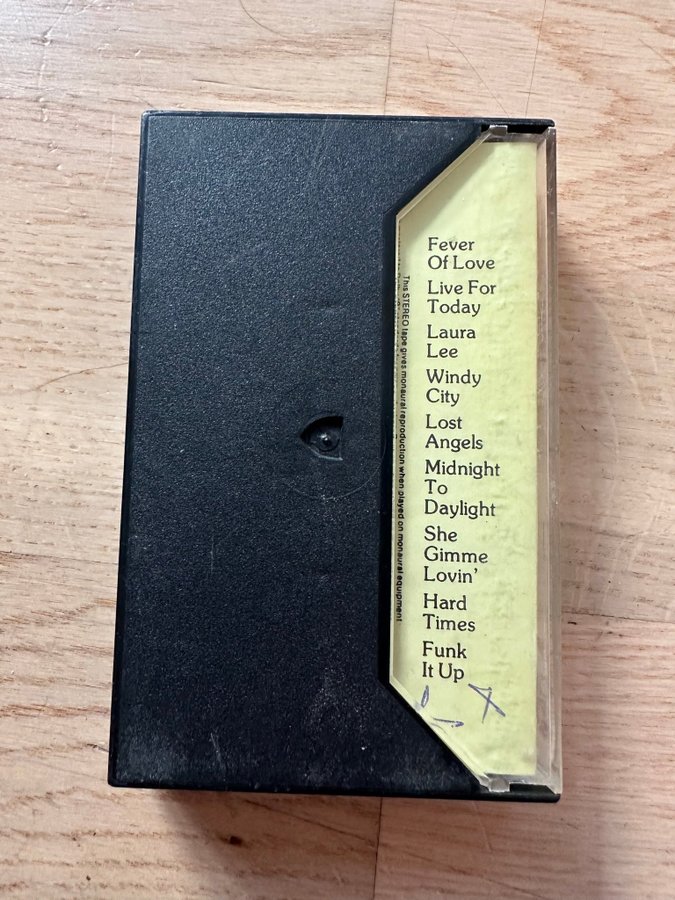 Fever
Of Love
Live For
Today
Laura
Lee
Windy
City
Lost
Angels
Midnight
To
Daylight
She
Gimme
Lovin'
Hard
Times
Funk
It Up
This STEREO tape gives monaural reproduction when played on monaural equipment